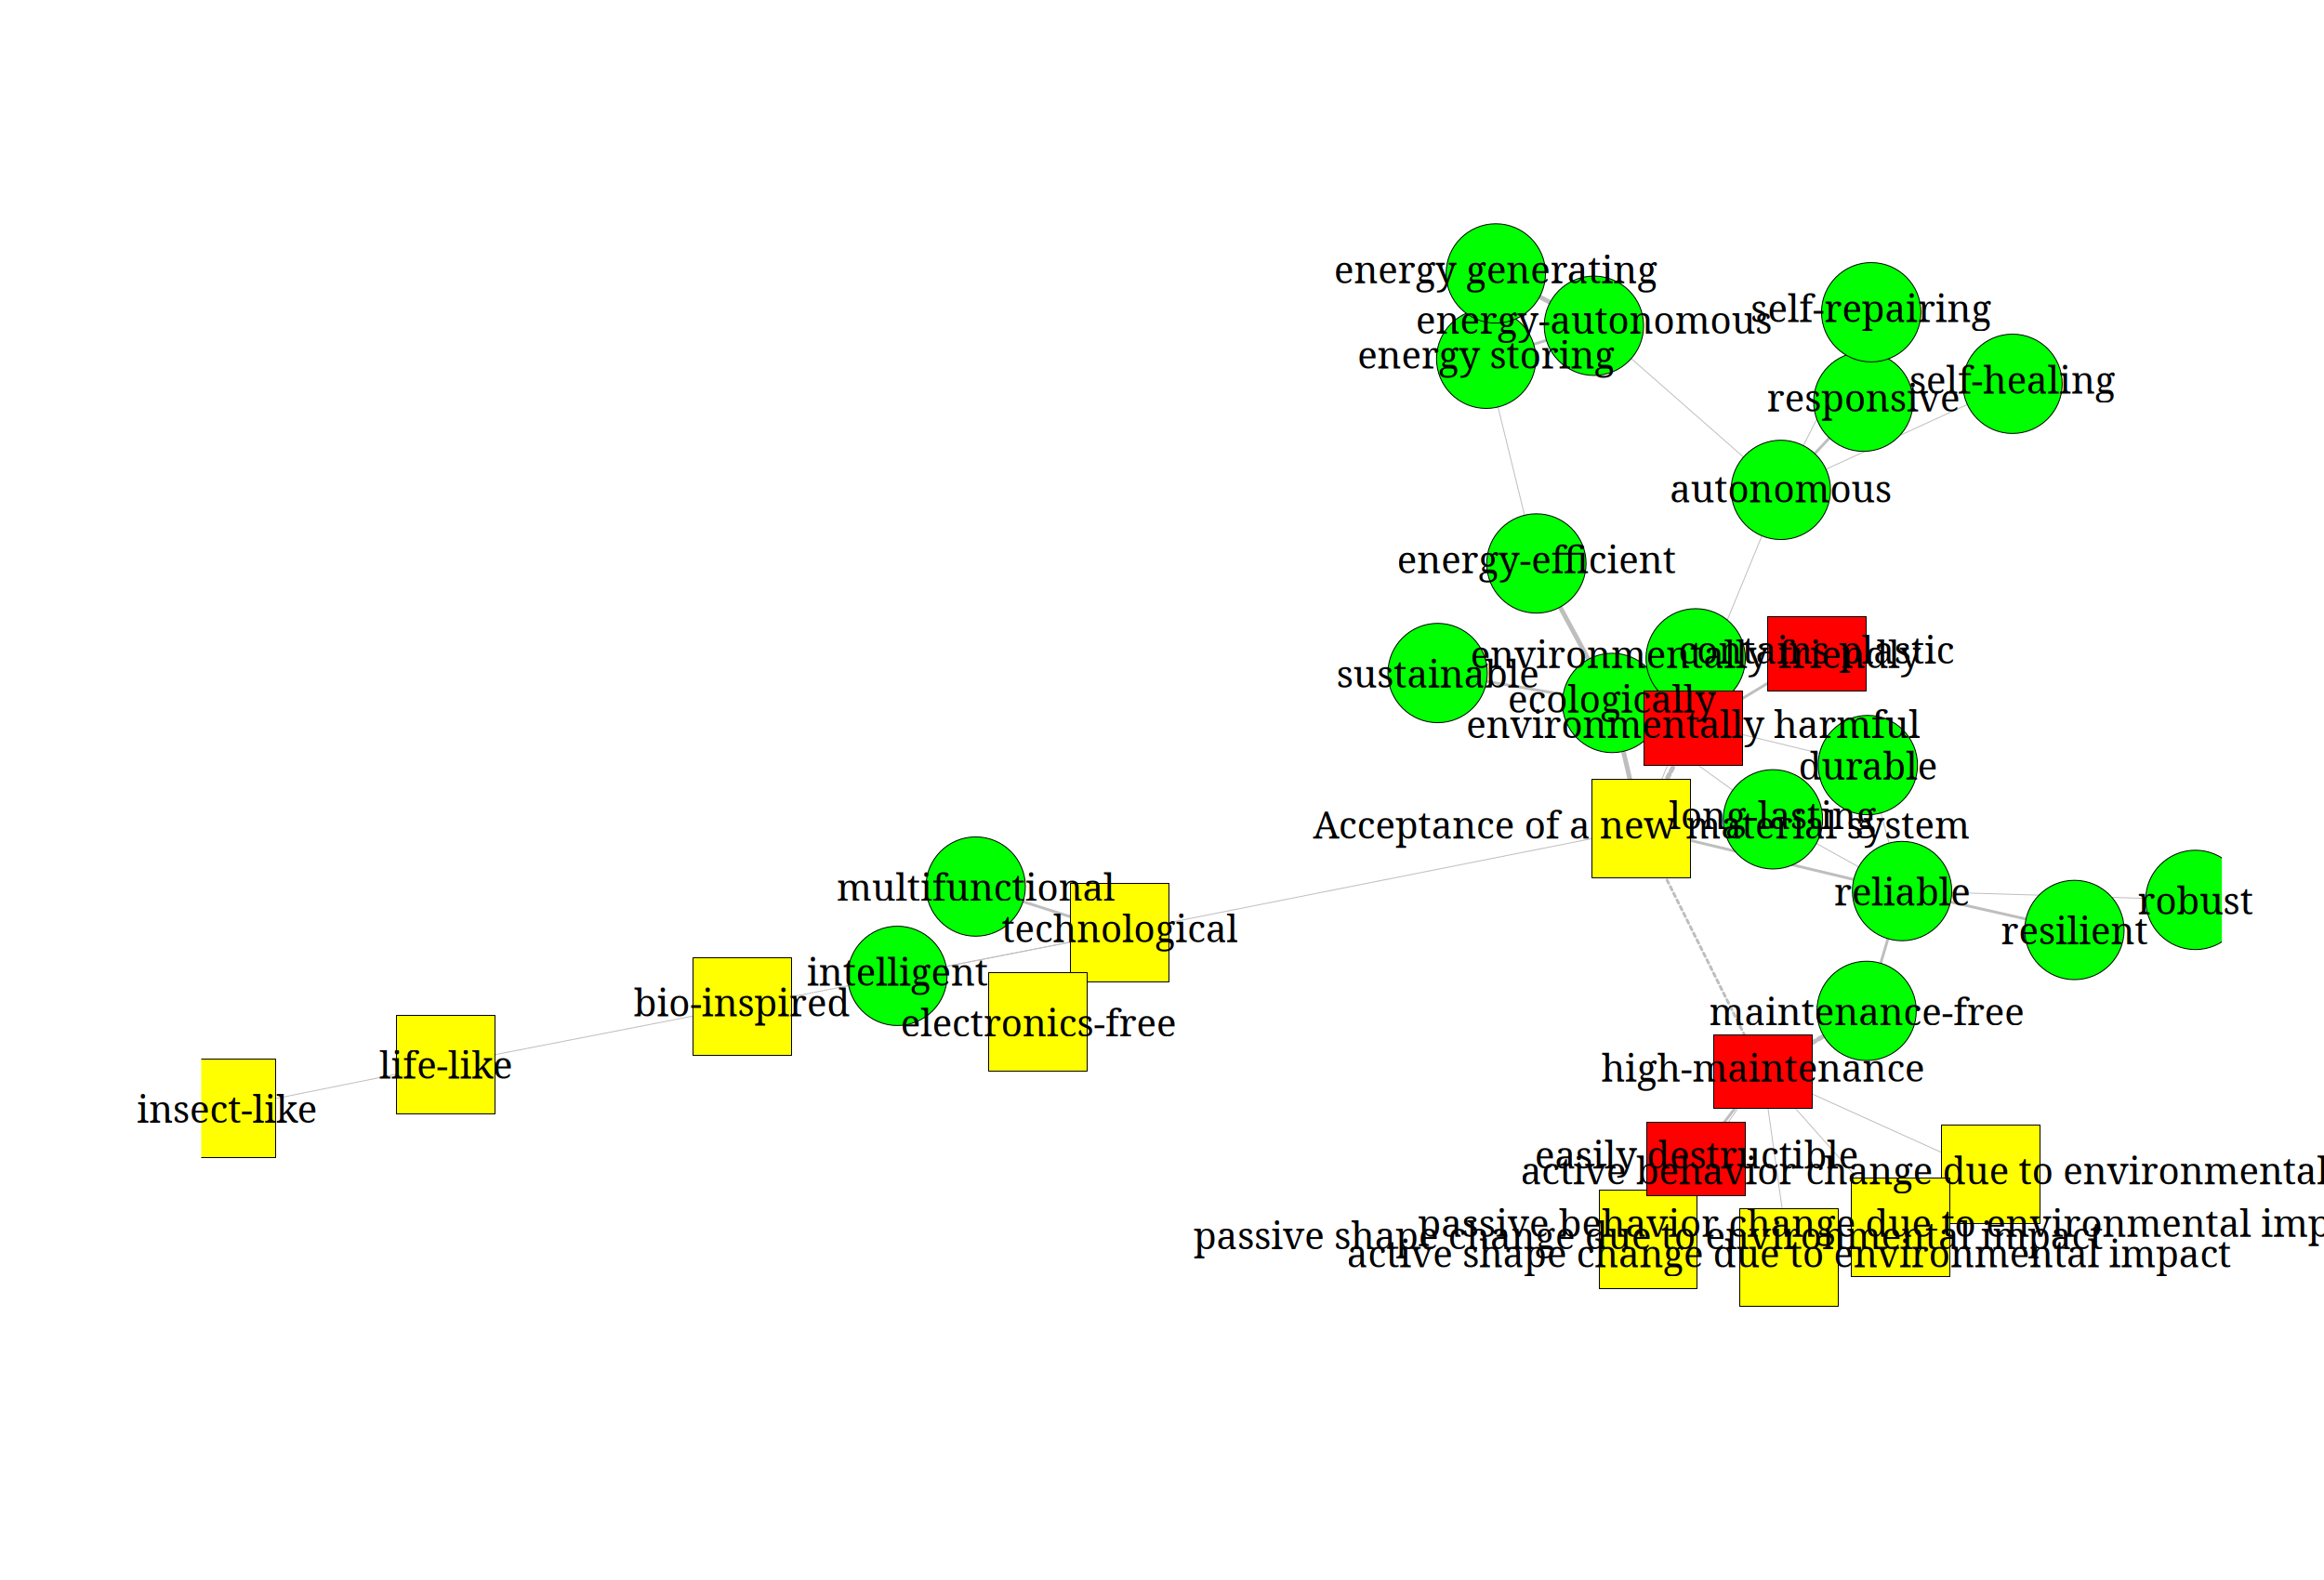 energy generating
self-repairing
energy-autonomous
energy storing
self-healing
responsive
autonomous
energy-efficient
contains plastic
environmentally friendly
sustainable
ecologically
environmentally harmful
durable
long-lasting
Acceptance of a new material system
multifunctional
reliable
robust
technological
resilient
intelligent
bio-inspired
maintenance-free
electronics-free
life-like
high-maintenance
insect-like
easily destructible
active behavior change due to environmental
passive behavior change due to environmental imp
passive shape change due to environmental impact
active shape change due to environmental impact